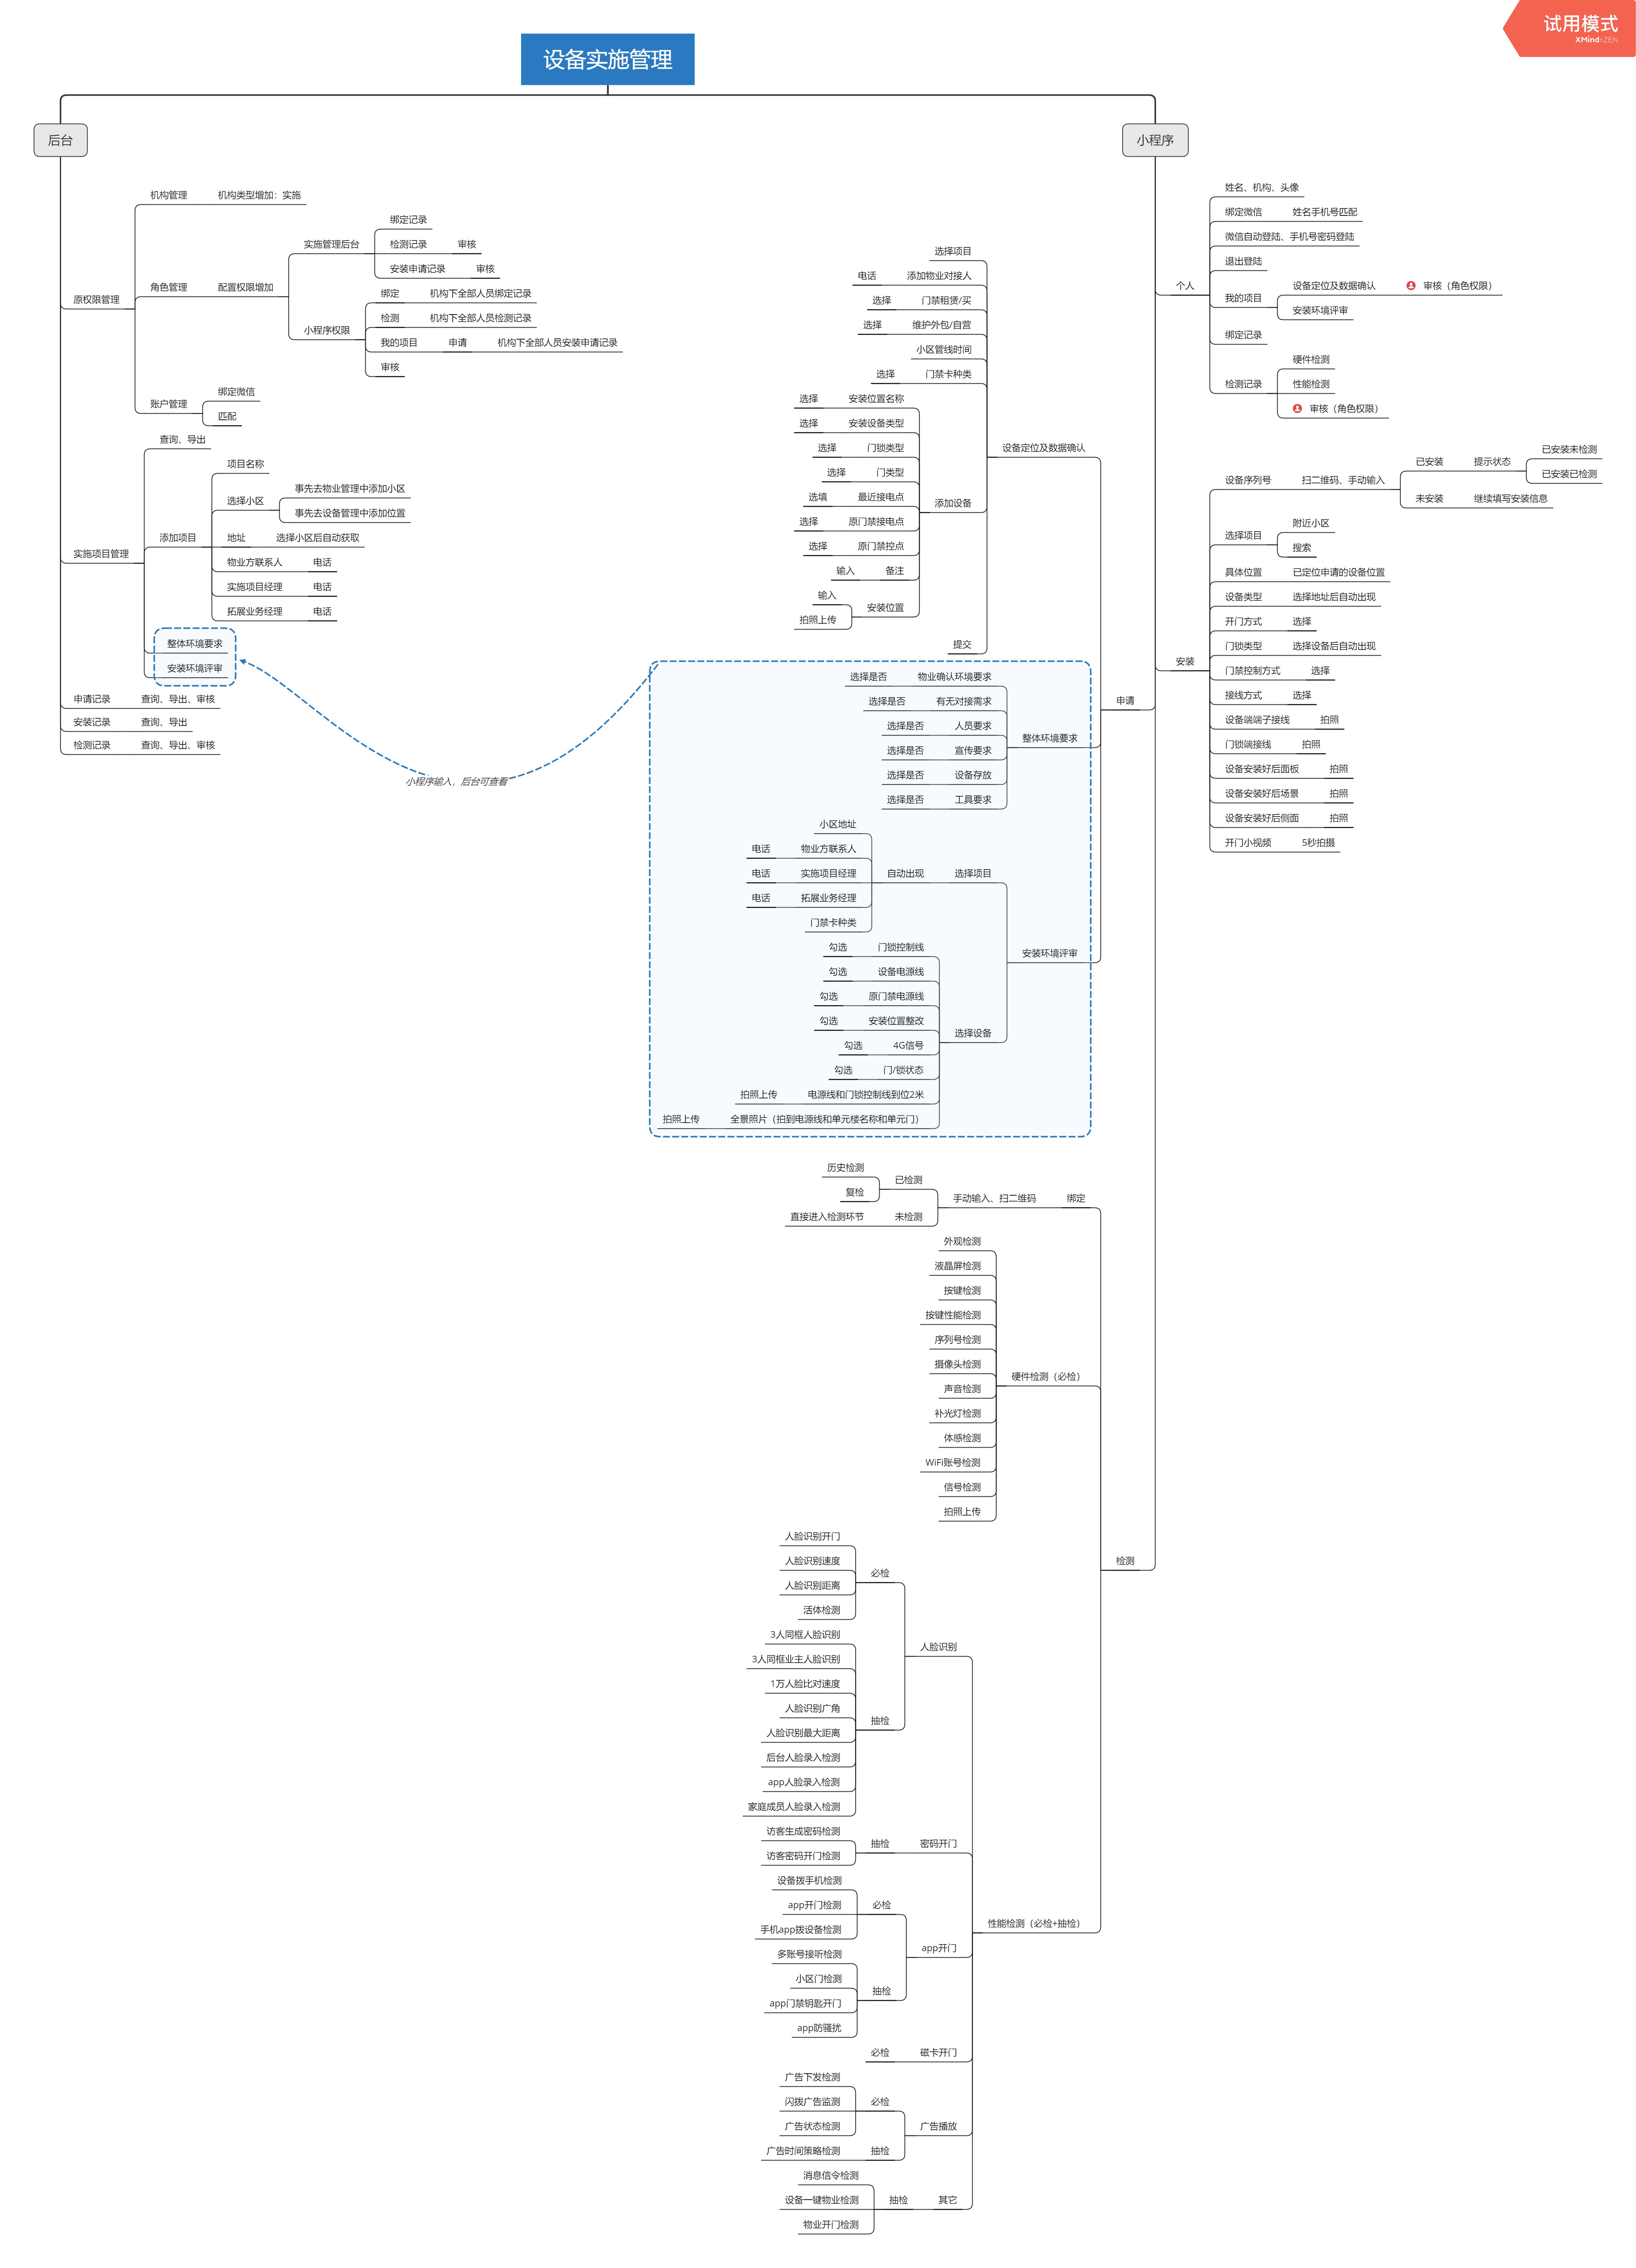 试用模式
XMind:ZEN
设备实施管理
后台
原权限管理
机构管理
机构类型增加：实施
角色管理
配置权限增加
实施管理后台
绑定记录
检测记录
审核
安装申请记录
审核
小程序权限
绑定
机构下全部人员绑定记录
检测
机构下全部人员检测记录
我的项目
申请
机构下全部人员安装申请记录
审核
账户管理
绑定微信
匹配
实施项目管理
查询、导出
添加项目
项目名称
选择小区
事先去物业管理中添加小区
事先去设备管理中添加位置
地址
选择小区后自动获取
物业方联系人
电话
实施项目经理
电话
拓展业务经理
电话
整体环境要求
安装环境评审
申请记录
查询、导出、审核
安装记录
查询、导出
检测记录
查询、导出、审核
小程序输入，后台可查看
小程序
个人
姓名、机构、头像
绑定微信
姓名手机号匹配
微信自动登陆、手机号密码登陆
退出登陆
我的项目
设备定位及数据确认
审核（角色权限）
安装环境评审
绑定记录
检测记录
硬件检测
性能检测
审核（角色权限）
安装
设备序列号
扫二维码、手动输入
已安装
提示状态
已安装未检测
已安装已检测
未安装
继续填写安装信息
选择项目
附近小区
搜索
具体位置
已定位申请的设备位置
设备类型
选择地址后自动出现
开门方式
选择
门锁类型
选择设备后自动出现
门禁控制方式
选择
接线方式
选择
设备端端子接线
拍照
门锁端接线
拍照
设备安装好后面板
拍照
设备安装好后场景
拍照
设备安装好后侧面
拍照
开门小视频
5秒拍摄
申请
设备定位及数据确认
选择项目
添加物业对接人
电话
门禁租赁/买
选择
维护外包/自营
选择
小区管线时间
门禁卡种类
选择
添加设备
安装位置名称
选择
安装设备类型
选择
门锁类型
选择
门类型
选择
最近接电点
选填
原门禁接电点
选择
原门禁控点
选择
备注
输入
安装位置
输入
拍照上传
提交
整体环境要求
物业确认环境要求
选择是否
有无对接需求
选择是否
人员要求
选择是否
宣传要求
选择是否
设备存放
选择是否
工具要求
选择是否
安装环境评审
选择项目
自动出现
小区地址
物业方联系人
电话
实施项目经理
电话
拓展业务经理
电话
门禁卡种类
选择设备
门锁控制线
勾选
设备电源线
勾选
原门禁电源线
勾选
安装位置整改
勾选
4G信号
勾选
门/锁状态
勾选
电源线和门锁控制线到位2米
拍照上传
全景照片（拍到电源线和单元楼名称和单元门）
拍照上传
检测
绑定
手动输入、扫二维码
已检测
历史检测
复检
未检测
直接进入检测环节
硬件检测（必检）
外观检测
液晶屏检测
按键检测
按键性能检测
序列号检测
摄像头检测
声音检测
补光灯检测
体感检测
WiFi账号检测
信号检测
拍照上传
性能检测（必检+抽检）
人脸识别
必检
人脸识别开门
人脸识别速度
人脸识别距离
活体检测
抽检
3人同框人脸识别
3人同框业主人脸识别
1万人脸比对速度
人脸识别广角
人脸识别最大距离
后台人脸录入检测
app人脸录入检测
家庭成员人脸录入检测
密码开门
抽检
访客生成密码检测
访客密码开门检测
app开门
必检
设备拨手机检测
app开门检测
手机app拨设备检测
抽检
多账号接听检测
小区门检测
app门禁钥匙开门
app防骚扰
磁卡开门
必检
广告播放
必检
广告下发检测
闪拨广告监测
广告状态检测
抽检
广告时间策略检测
其它
抽检
消息信令检测
设备一键物业检测
物业开门检测